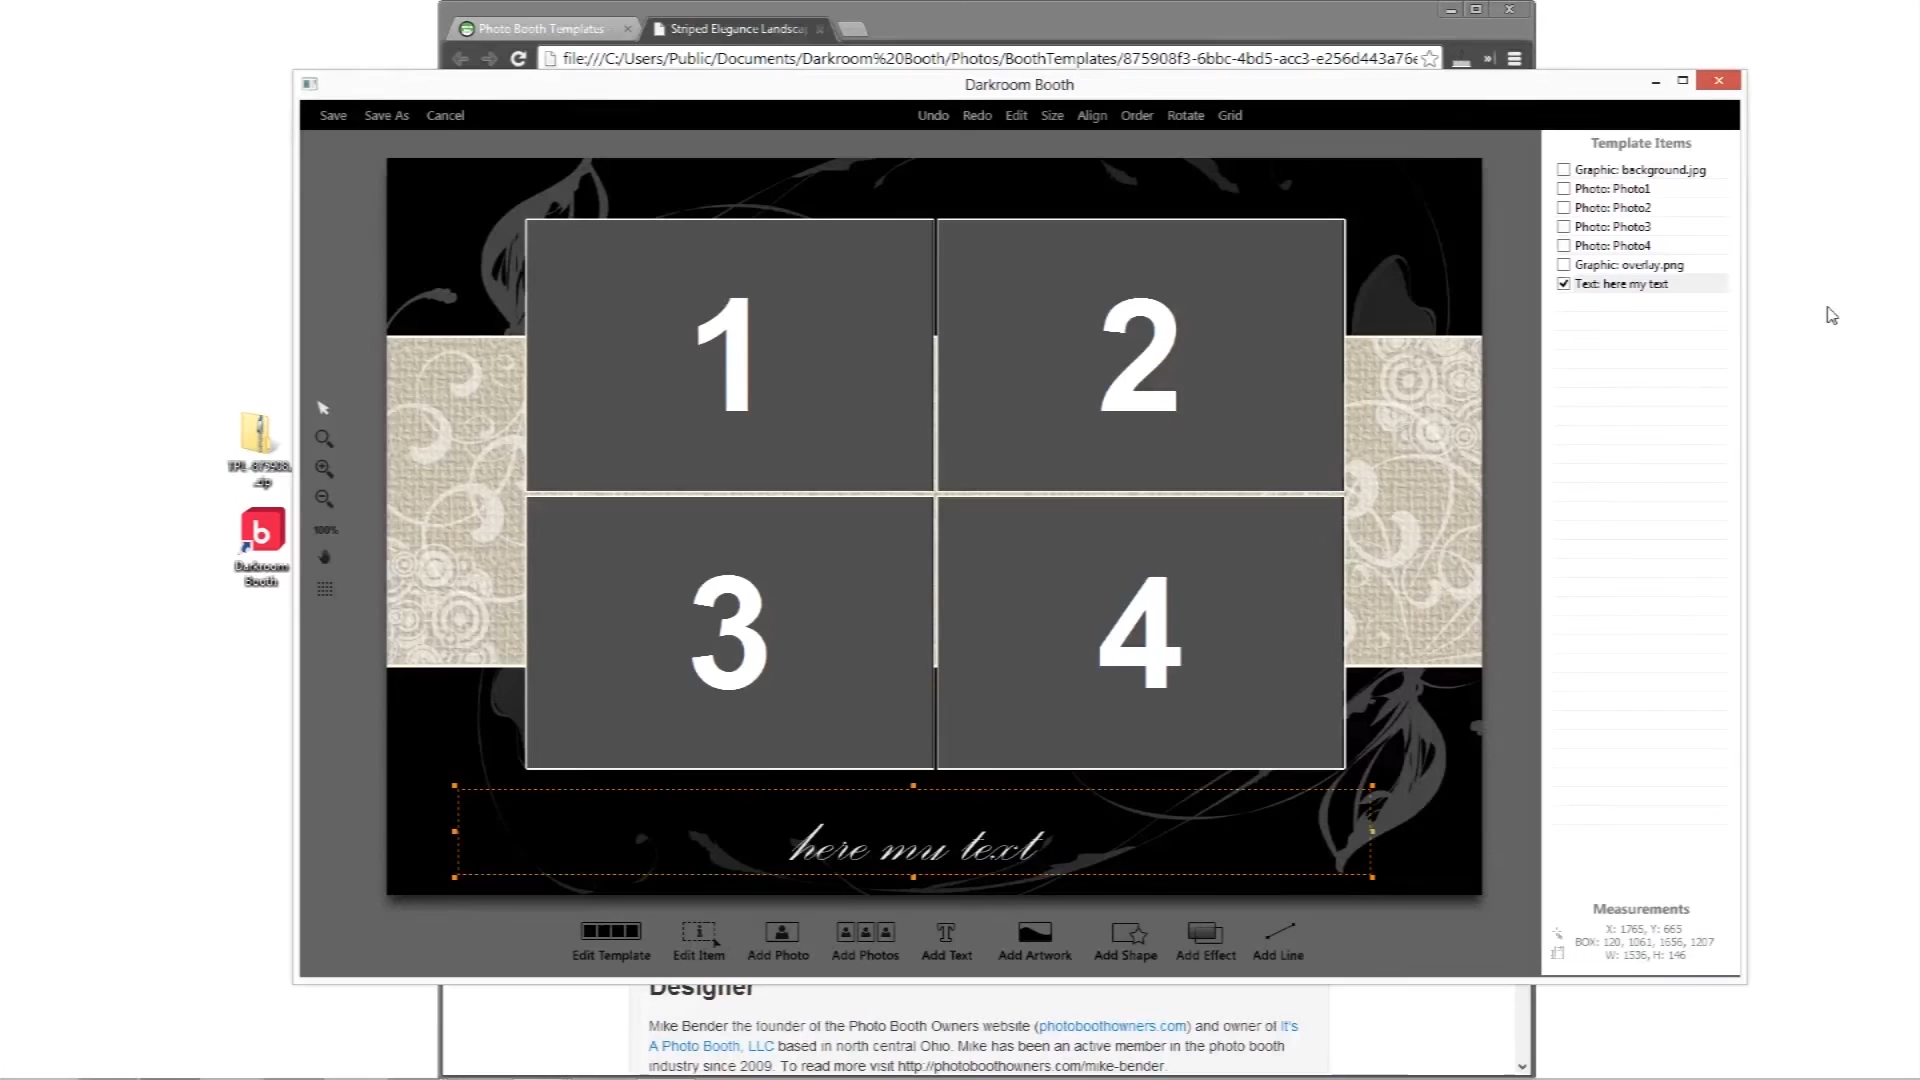 Photo Booth Templates
Striped Elegance Landsca
file:///C:/Users/Public/Documents/Darkroom%20Booth/Photos/BoothTemplates/875908f3-6bbc-4bd5-acc3-e256d443a76e
Darkroom Booth
Save Save As Cancel Undo Redo Edit Size Align Order Rotate Grid
Template Items
Graphic: background.jpg
Photo: Photo1
Photo: Photo2
Photo: Photo3
Photo: Photo4
Graphic: overlay.png
Text: here my text
1 2
3 4
TPL-875908.
.zip
100%
b
Darkroom
Booth
here my text
Edit Template Edit Item Add Photo Add Photos Add Text Add Artwork Add Shape Add Effect Add Line
Measurements
X: 1765, Y: 665
BOX: 120, 1061, 1656, 1207
W: 1536, H: 146
Designer
Mike Bender the founder of the Photo Booth Owners website (photoboothowners.com) and owner of It's
A Photo Booth, LLC based in north central Ohio. Mike has been an active member in the photo booth
industry since 2009. To read more visit http://photoboothowners.com/mike-bender.